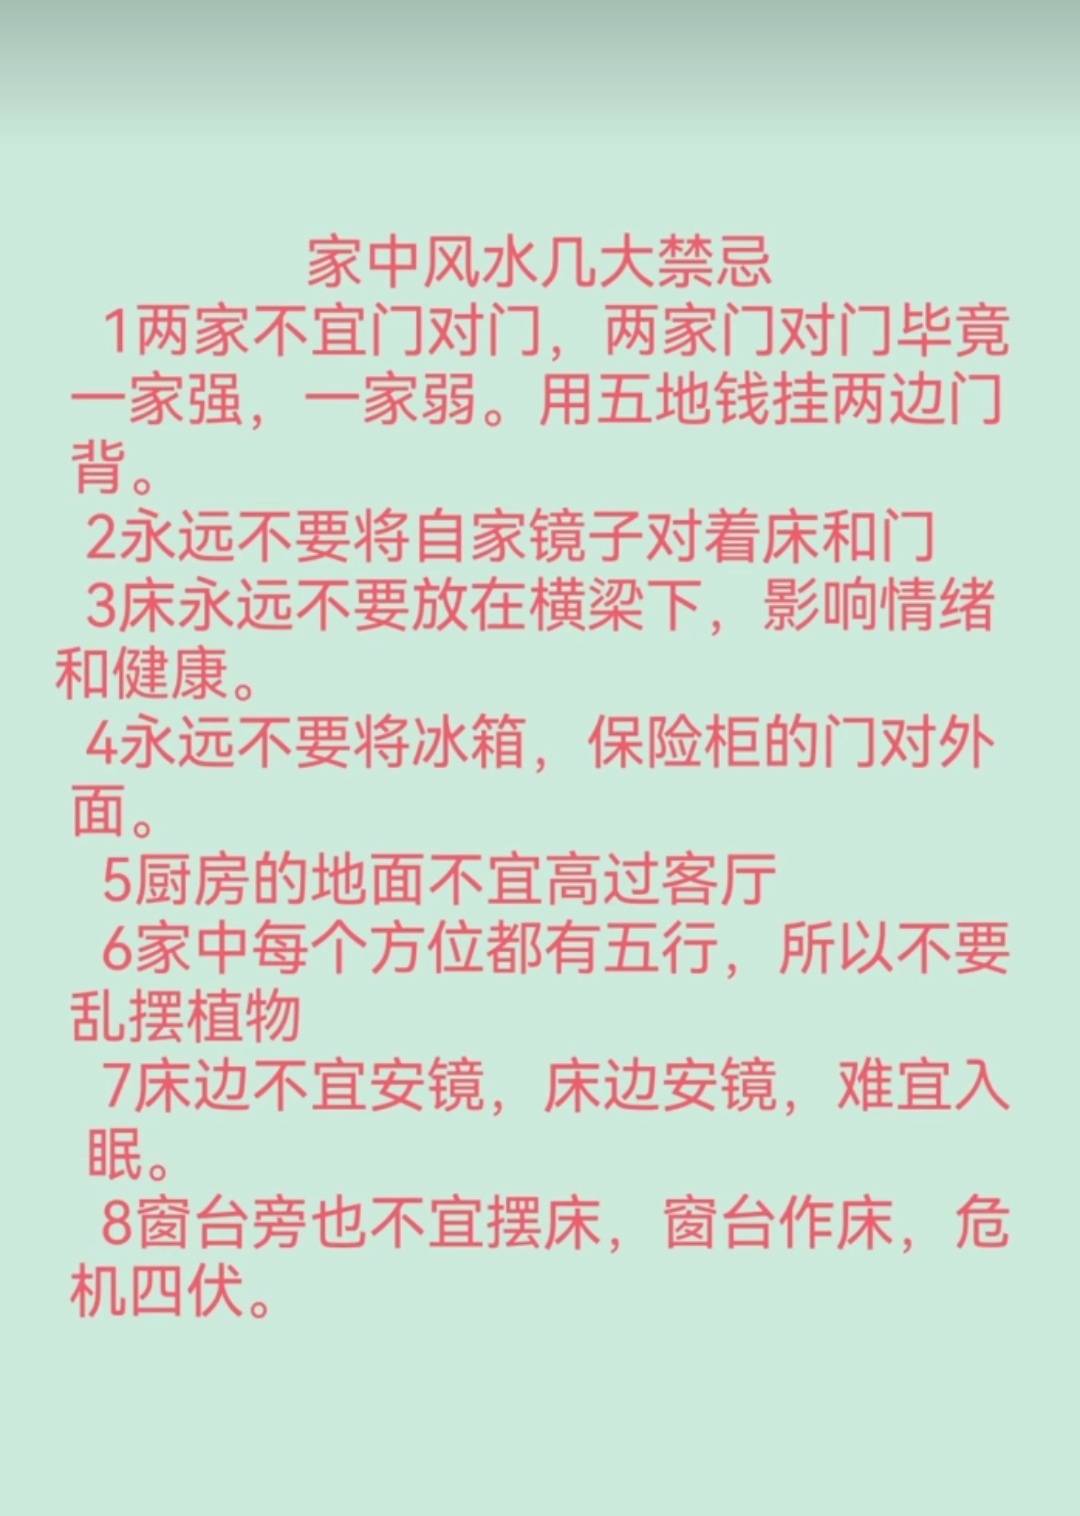 家中风水几大禁忌
1两家不宜门对门，两家门对门毕竟
一家强，一家弱。用五地钱挂两边门
背。
2永远不要将自家镜子对着床和门
3床永远不要放在横梁下，影响情绪
和健康。
4永远不要将冰箱，保险柜的门对外
面。
5厨房的地面不宜高过客厅
6家中每个方位都有五行，所以不要
乱摆植物
7床边不宜安镜，床边安镜，难宜入
眠。
8窗台旁也不宜摆床，窗台作床，危
机四伏。